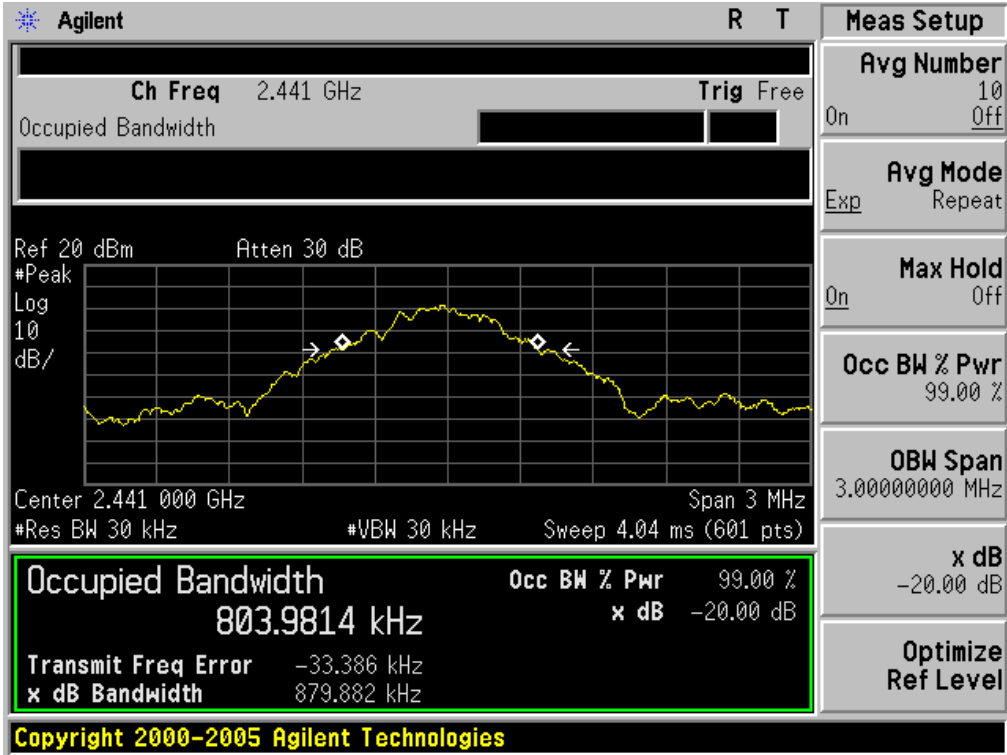 Agilent R T
Ch Freq 2.441 GHz Trig Free
Occupied Bandwidth
Ref 20 dBm Atten 30 dB
#Peak
Log
10
dB/
Center 2.441 000 GHz Span 3 MHz
#Res BW 30 kHz #VBW 30 kHz Sweep 4.04 ms (601 pts)
Occupied Bandwidth
803.9814 kHz
Occ BW % Pwr 99.00 %
x dB -20.00 dB
Transmit Freq Error -33.386 kHz
x dB Bandwidth 879.882 kHz
Copyright 2000-2005 Agilent Technologies
Meas Setup
Avg Number
10
On Off
Avg Mode
Exp Repeat
Max Hold
On Off
Occ BW % Pwr
99.00 %
OBW Span
3.00000000 MHz
x dB
-20.00 dB
Optimize
Ref Level